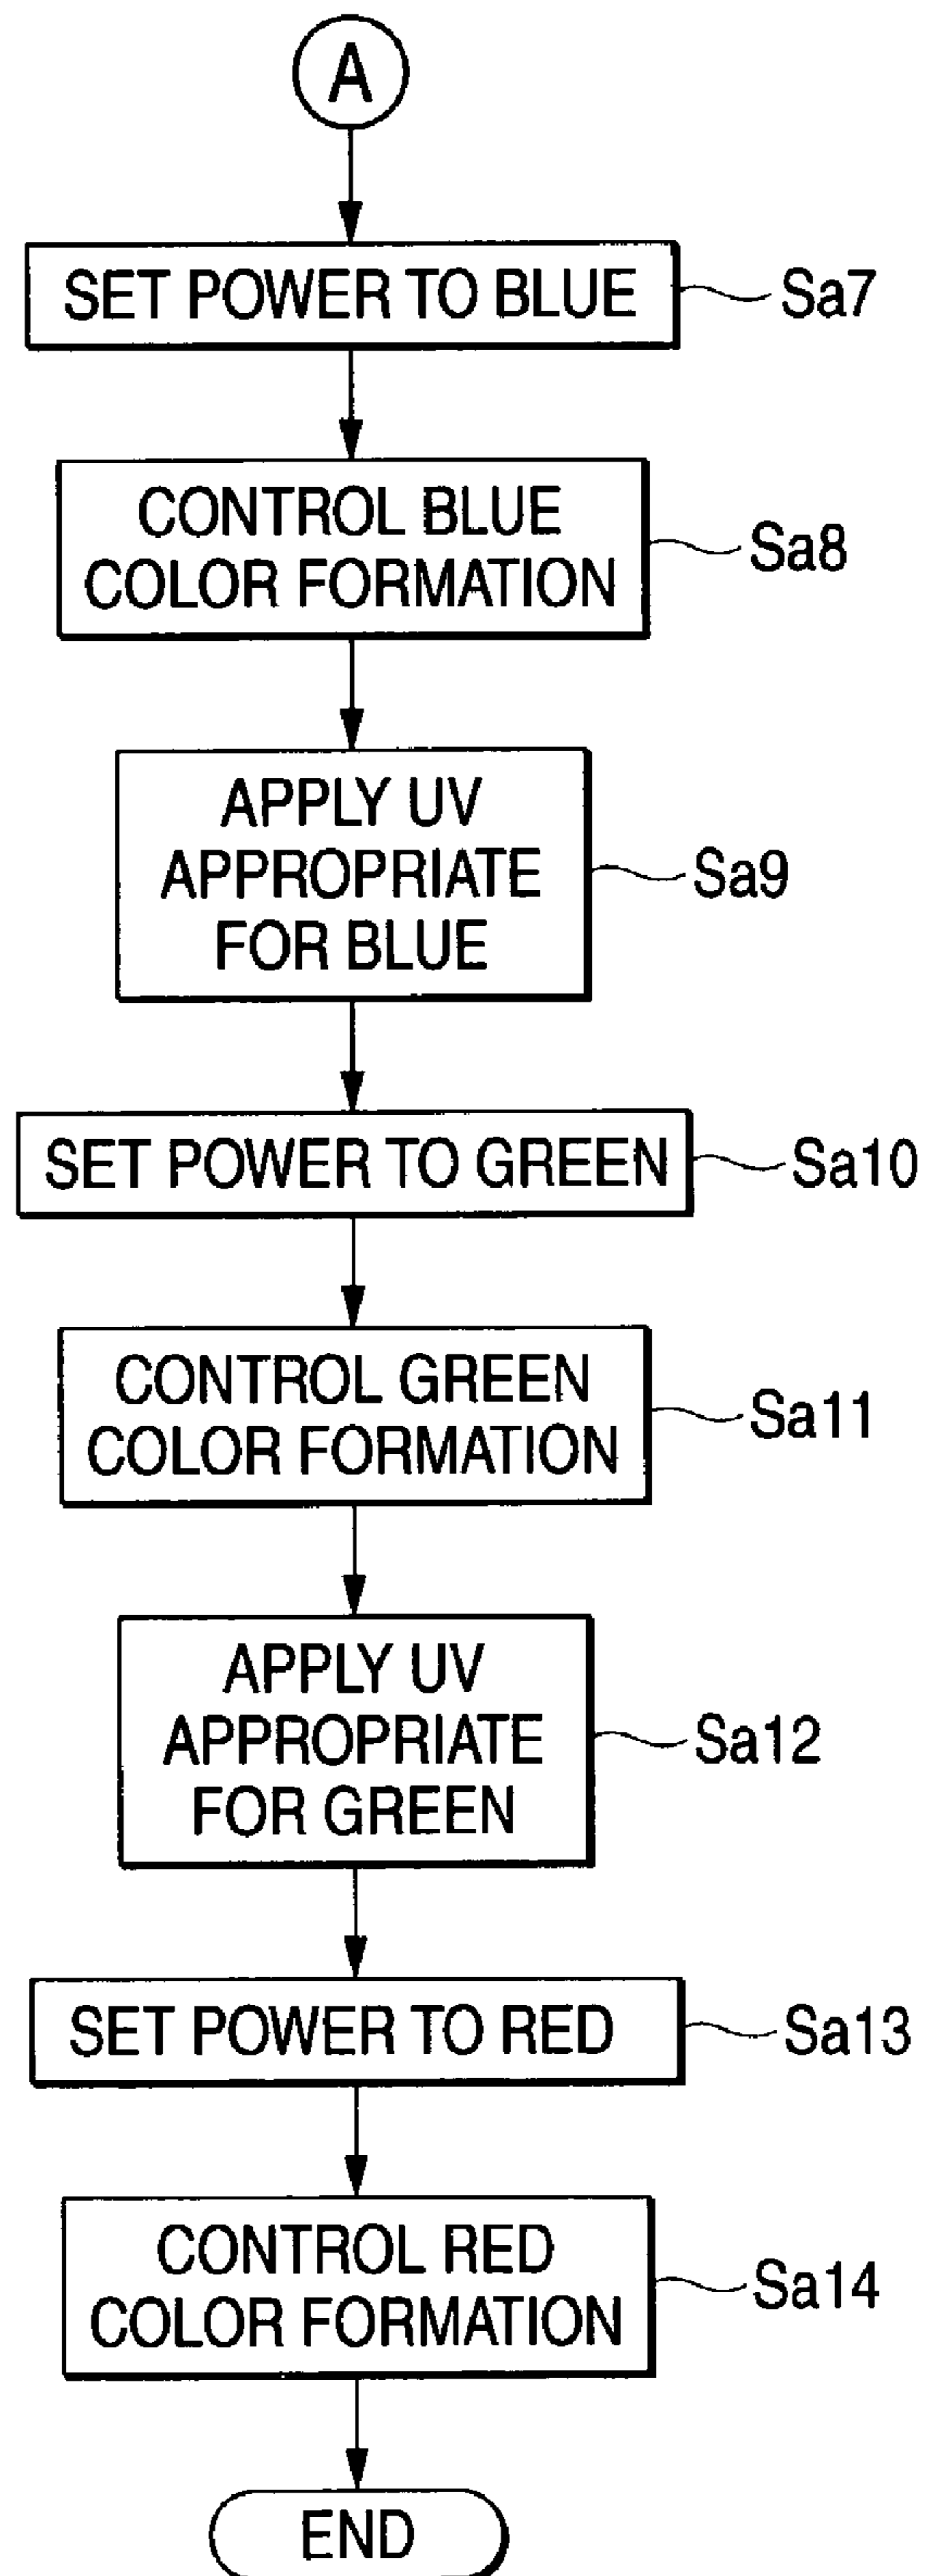 A
SET POWER TO BLUE
Sa7
CONTROL BLUE
COLOR FORMATION
Sa8
APPLY UV
APPROPRIATE
FOR BLUE
Sa9
SET POWER TO GREEN
Sa10
CONTROL GREEN
COLOR FORMATION
Sa11
APPLY UV
APPROPRIATE
FOR GREEN
Sa12
SET POWER TO RED
Sa13
CONTROL RED
COLOR FORMATION
Sa14
END